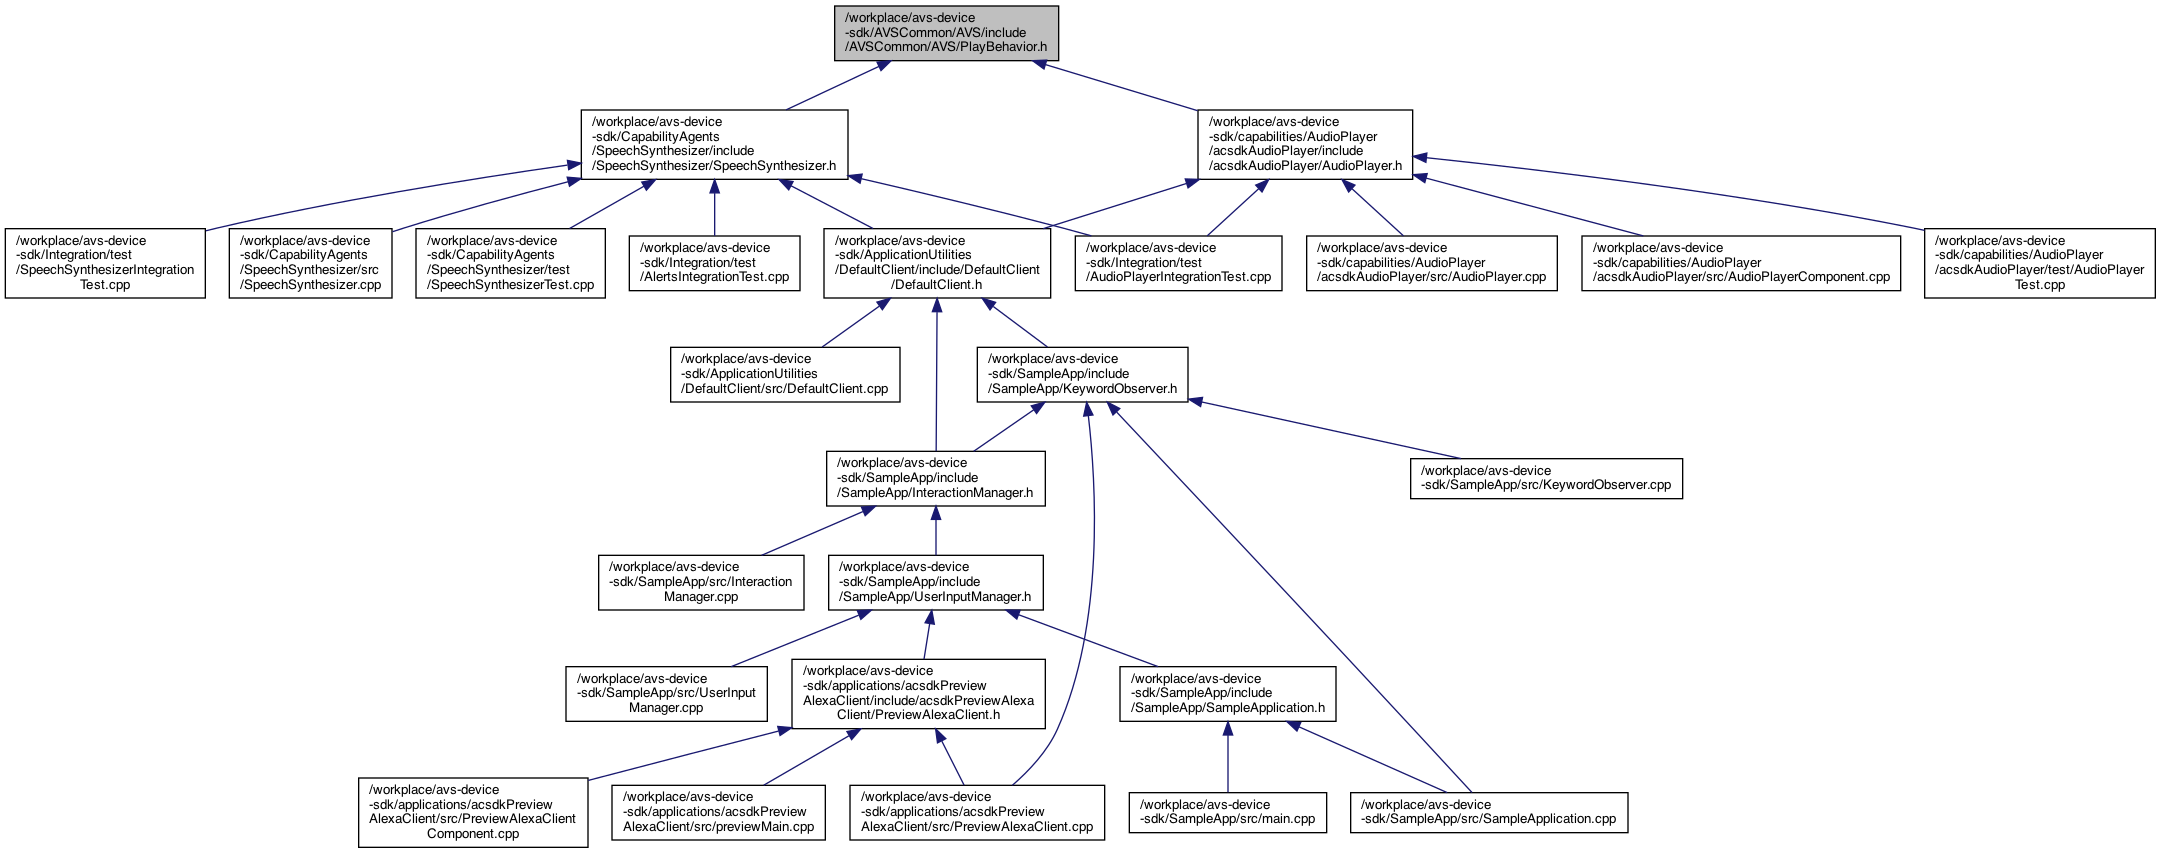 /workplace/avs-device
-sdk/AVSCommon/AVS/include
/AVSCommon/AVS/PlayBehavior.h
/workplace/avs-device
-sdk/CapabilityAgents
/SpeechSynthesizer/include
/SpeechSynthesizer/SpeechSynthesizer.h
/workplace/avs-device
-sdk/capabilities/AudioPlayer
/acsdkAudioPlayer/include
/acsdkAudioPlayer/AudioPlayer.h
/workplace/avs-device
-sdk/Integration/test
/SpeechSynthesizerIntegration
Test.cpp
/workplace/avs-device
-sdk/CapabilityAgents
/SpeechSynthesizer/src
/SpeechSynthesizer.cpp
/workplace/avs-device
-sdk/CapabilityAgents
/SpeechSynthesizer/test
/SpeechSynthesizerTest.cpp
/workplace/avs-device
-sdk/Integration/test
/AlertsIntegrationTest.cpp
/workplace/avs-device
-sdk/ApplicationUtilities
/DefaultClient/include/DefaultClient
/DefaultClient.h
/workplace/avs-device
-sdk/Integration/test
/AudioPlayerIntegrationTest.cpp
/workplace/avs-device
-sdk/capabilities/AudioPlayer
/acsdkAudioPlayer/src/AudioPlayer.cpp
/workplace/avs-device
-sdk/capabilities/AudioPlayer
/acsdkAudioPlayer/src/AudioPlayerComponent.cpp
/workplace/avs-device
-sdk/capabilities/AudioPlayer
/acsdkAudioPlayer/test/AudioPlayer
Test.cpp
/workplace/avs-device
-sdk/ApplicationUtilities
/DefaultClient/src/DefaultClient.cpp
/workplace/avs-device
-sdk/SampleApp/include
/SampleApp/KeywordObserver.h
/workplace/avs-device
-sdk/SampleApp/include
/SampleApp/InteractionManager.h
/workplace/avs-device
-sdk/SampleApp/src/KeywordObserver.cpp
/workplace/avs-device
-sdk/SampleApp/src/Interaction
Manager.cpp
/workplace/avs-device
-sdk/SampleApp/include
/SampleApp/UserInputManager.h
/workplace/avs-device
-sdk/SampleApp/src/UserInput
Manager.cpp
/workplace/avs-device
-sdk/applications/acsdkPreview
AlexaClient/include/acsdkPreviewAlexa
Client/PreviewAlexaClient.h
/workplace/avs-device
-sdk/SampleApp/include
/SampleApp/SampleApplication.h
/workplace/avs-device
-sdk/applications/acsdkPreview
AlexaClient/src/PreviewAlexaClient
Component.cpp
/workplace/avs-device
-sdk/applications/acsdkPreview
AlexaClient/src/previewMain.cpp
/workplace/avs-device
-sdk/applications/acsdkPreview
AlexaClient/src/PreviewAlexaClient.cpp
/workplace/avs-device
-sdk/SampleApp/src/main.cpp
/workplace/avs-device
-sdk/SampleApp/src/SampleApplication.cpp